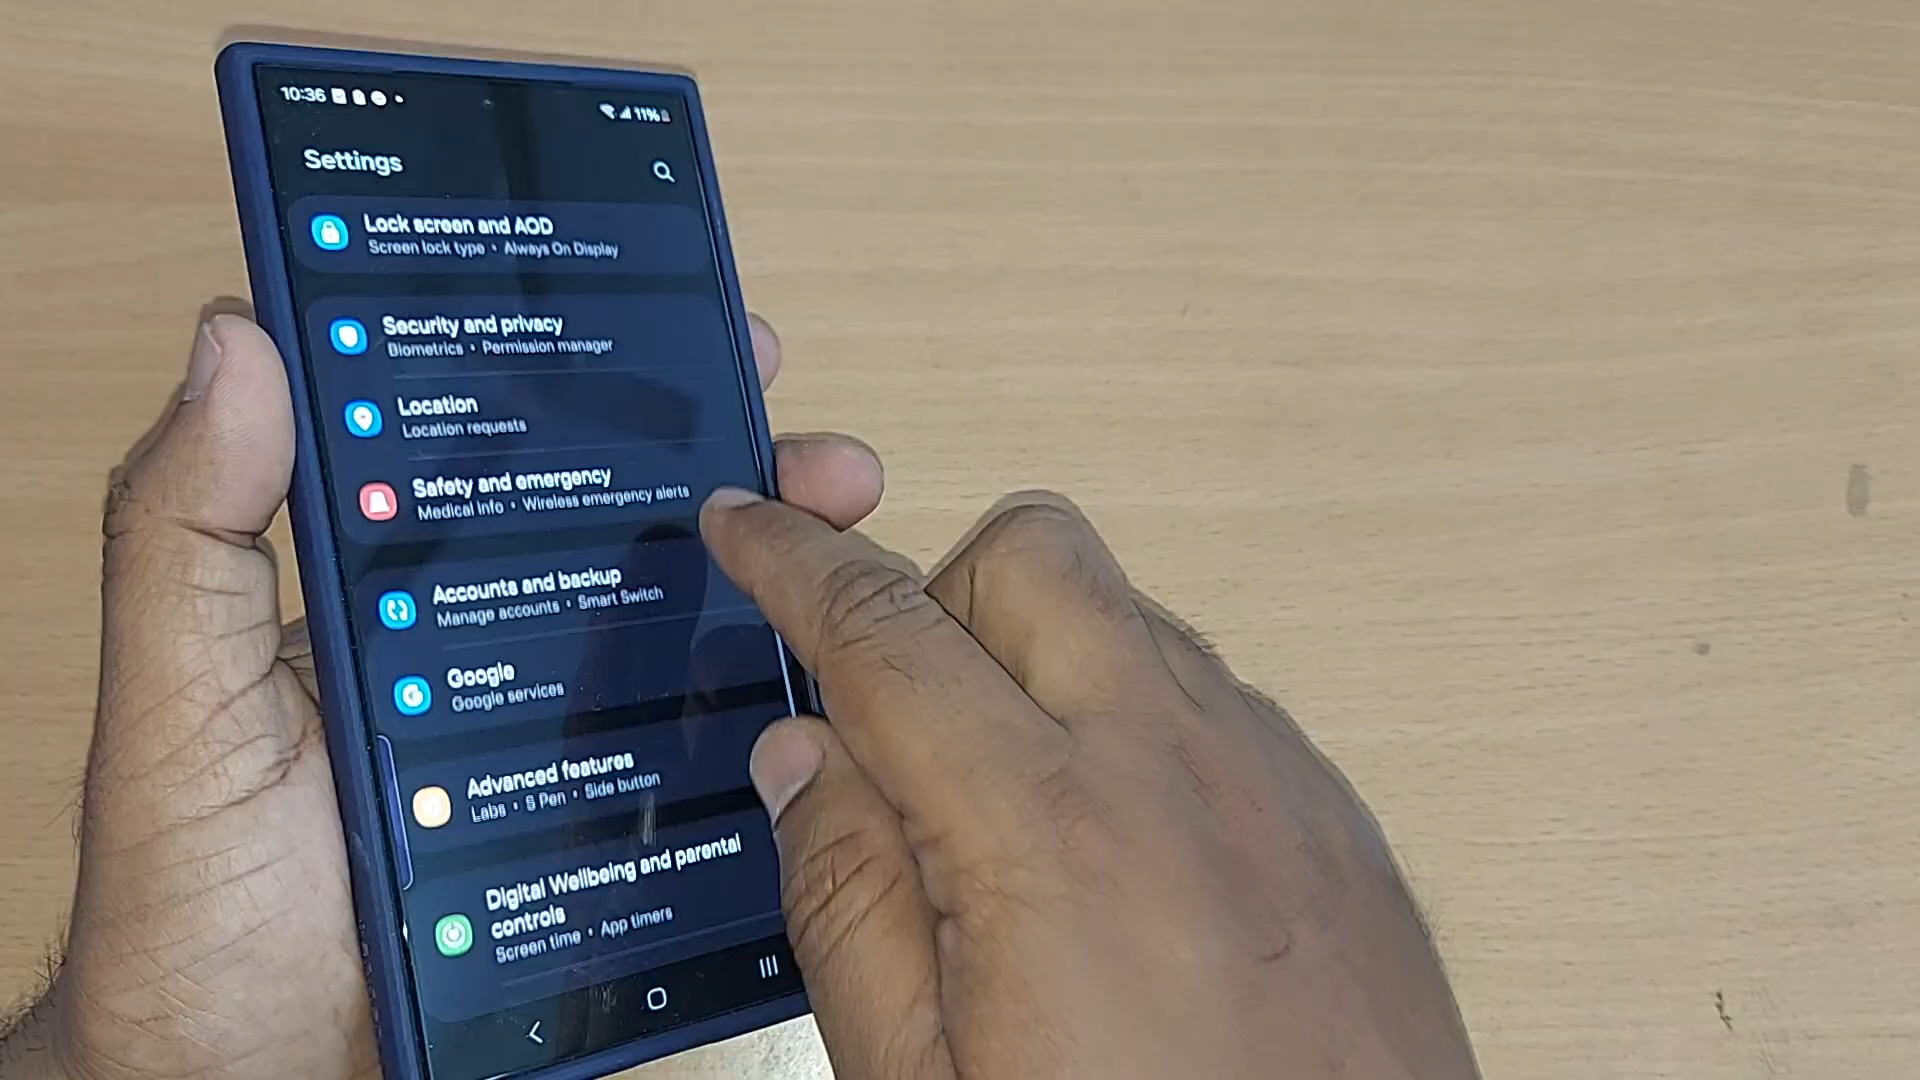 10:36 11%
Settings
Lock screen and AOD
Screen lock type • Always On Display
Security and privacy
Biometrics • Permission manager
Location
Location requests
Safety and emergency
Medical info • Wireless emergency alerts
Accounts and backup
Manage accounts • Smart Switch
Google
Google services
Advanced features
Labs • S Pen • Side button
Digital Wellbeing and parental
controls
Screen time • App timers